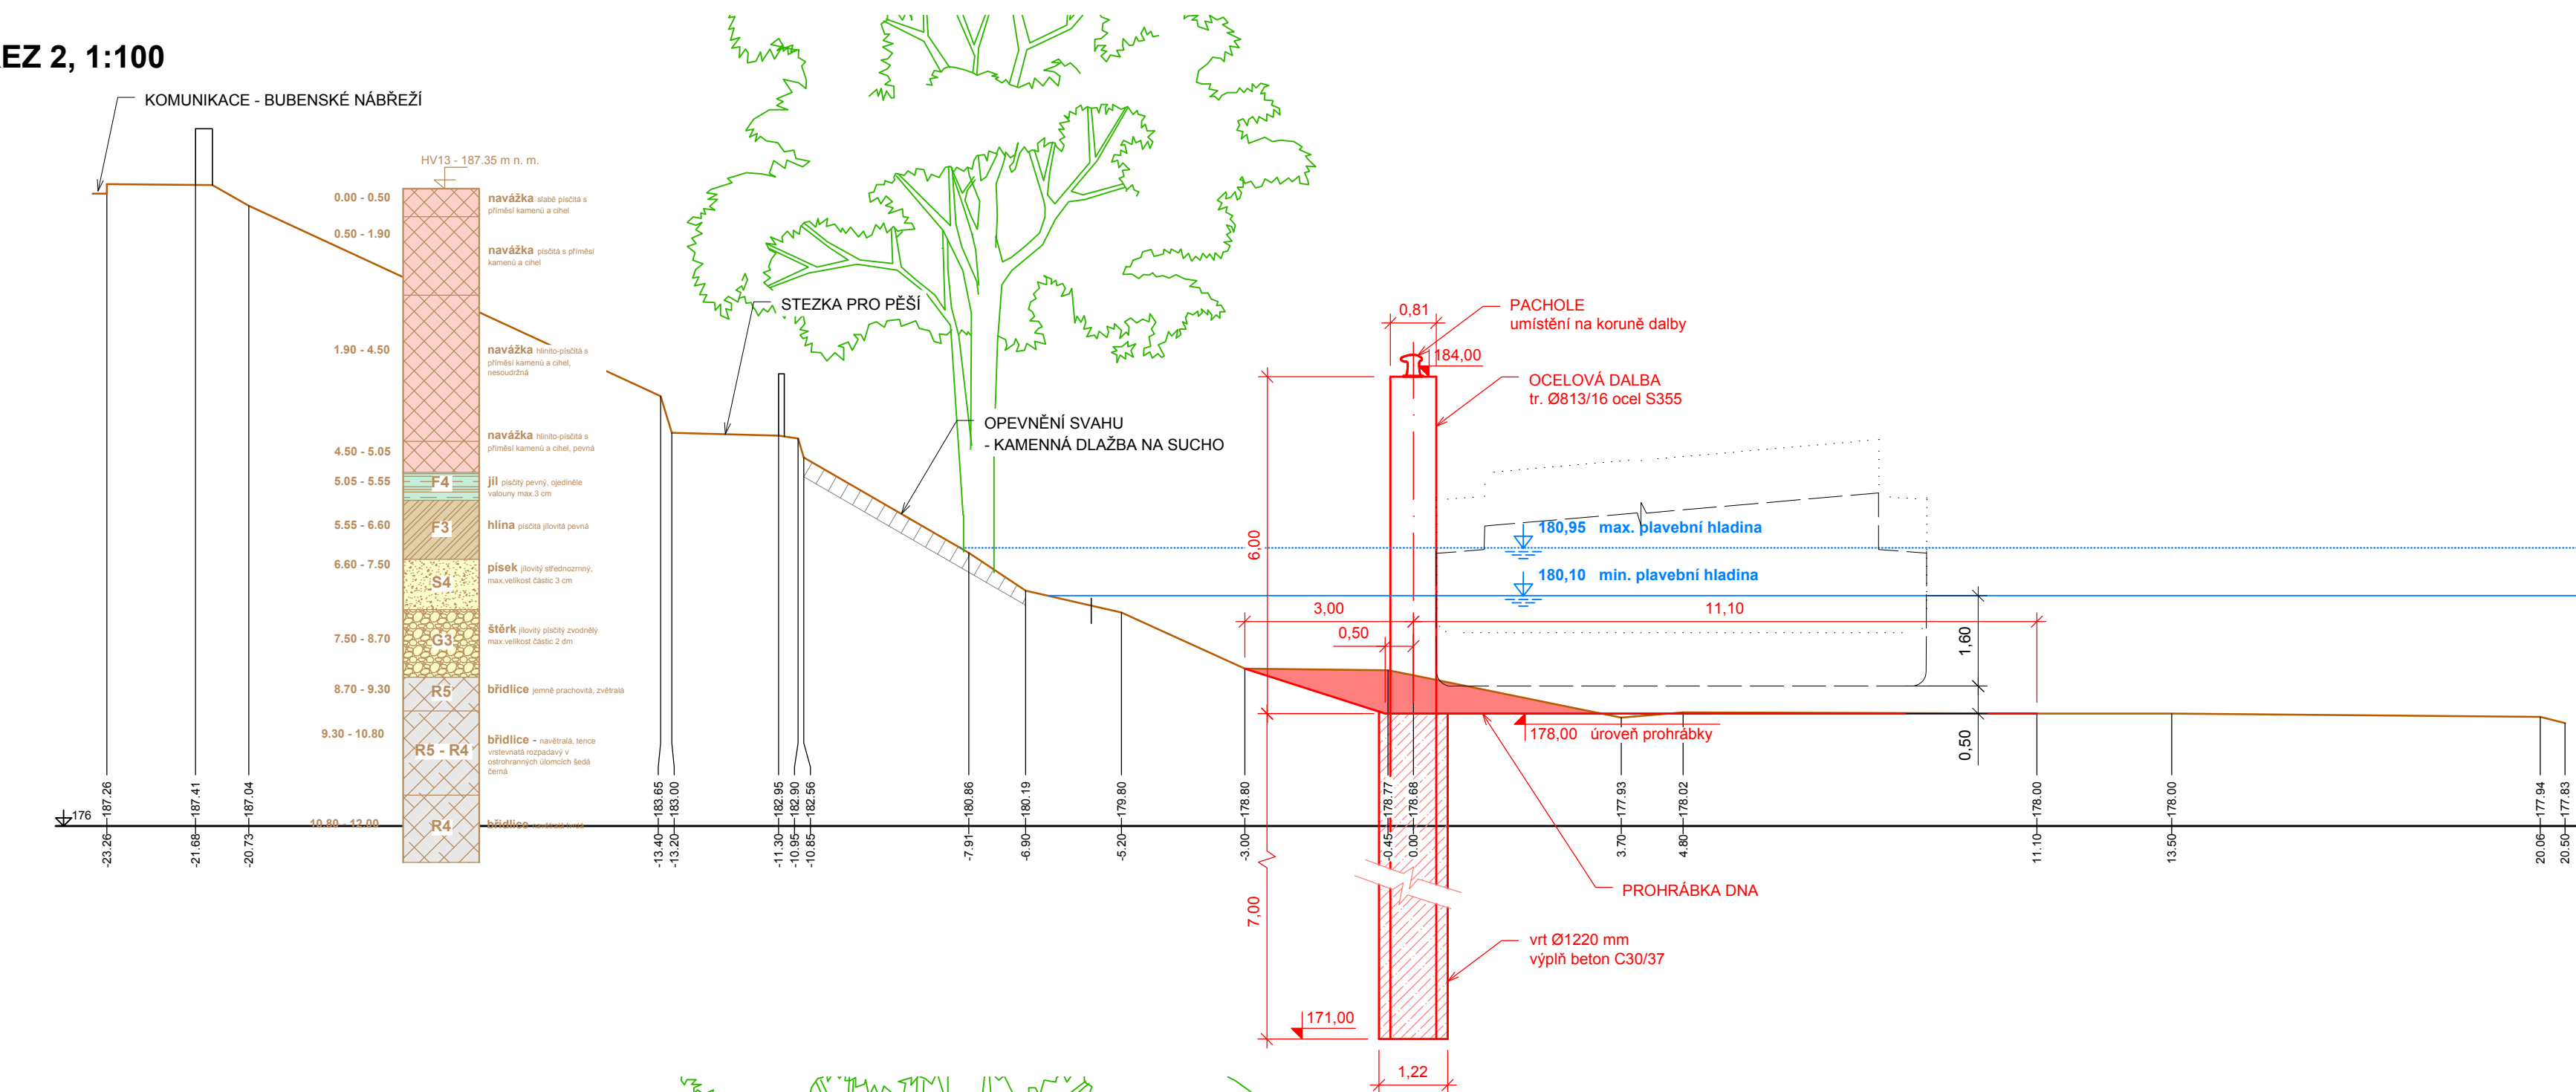 EZ 2, 1:100
KOMUNIKACE - BUBENSKÉ NÁBŘEŽÍ
HV13 - 187.35 m n. m.
0.00 - 0.50
navážka slabě písčitá s
příměsí kamenů a cihel
0.50 - 1.90
navážka písčitá s příměsí
kamenů a cihel
1.90 - 4.50
navážka hlinito-písčitá s
příměsí kamenů a cihel,
nesoudržná
navážka hlinito-písčitá s
příměsí kamenů a cihel, pevná
4.50 - 5.05
5.05 - 5.55
F4
jíl písčitý pevný, ojediněle
valouny max.3 cm
5.55 - 6.60
F3
hlína písčitá jílovitá pevná
6.60 - 7.50
S4
písek jílovitý střednozrnný,
max.velikost částic 3 cm
7.50 - 8.70
G3
štěrk jílovitý písčitý zvodnělý
max.velikost částic 2 dm
8.70 - 9.30
R5
břidlice jemně prachovitá, zvětralá
9.30 - 10.80
R5 - R4
břidlice - navětralá, tence
vrstevnatá rozpadavý v
ostrohranných úlomcích šedá
černá
10.80 - 12.00
R4
břidlice
STEZKA PRO PĚŠÍ
OPEVNĚNÍ SVAHU
- KAMENNÁ DLAŽBA NA SUCHO
0,81
PACHOLE
umístění na koruně dalby
184,00
OCELOVÁ DALBA
tr. Ø813/16 ocel S355
6,00
180,95 max. plavební hladina
180,10 min. plavební hladina
3,00
11,10
0,50
1,60
0,50
178,00 úroveň prohrábky
176
187.26
187.41
187.04
183.65
183.00
182.95
182.90
182.56
180.86
180.19
179.80
178.80
178.77
178.68
177.93
178.02
178.00
178.00
177.94
177.83
-23.26
-21.68
-20.73
-13.40
-13.20
-11.30
-10.95
-10.85
-7.91
-6.90
-5.20
-3.00
-0.45
0.00
3.70
4.80
11.10
13.50
20.06
20.50
PROHRÁBKA DNA
7,00
vrt Ø1220 mm
výplň beton C30/37
171,00
1,22